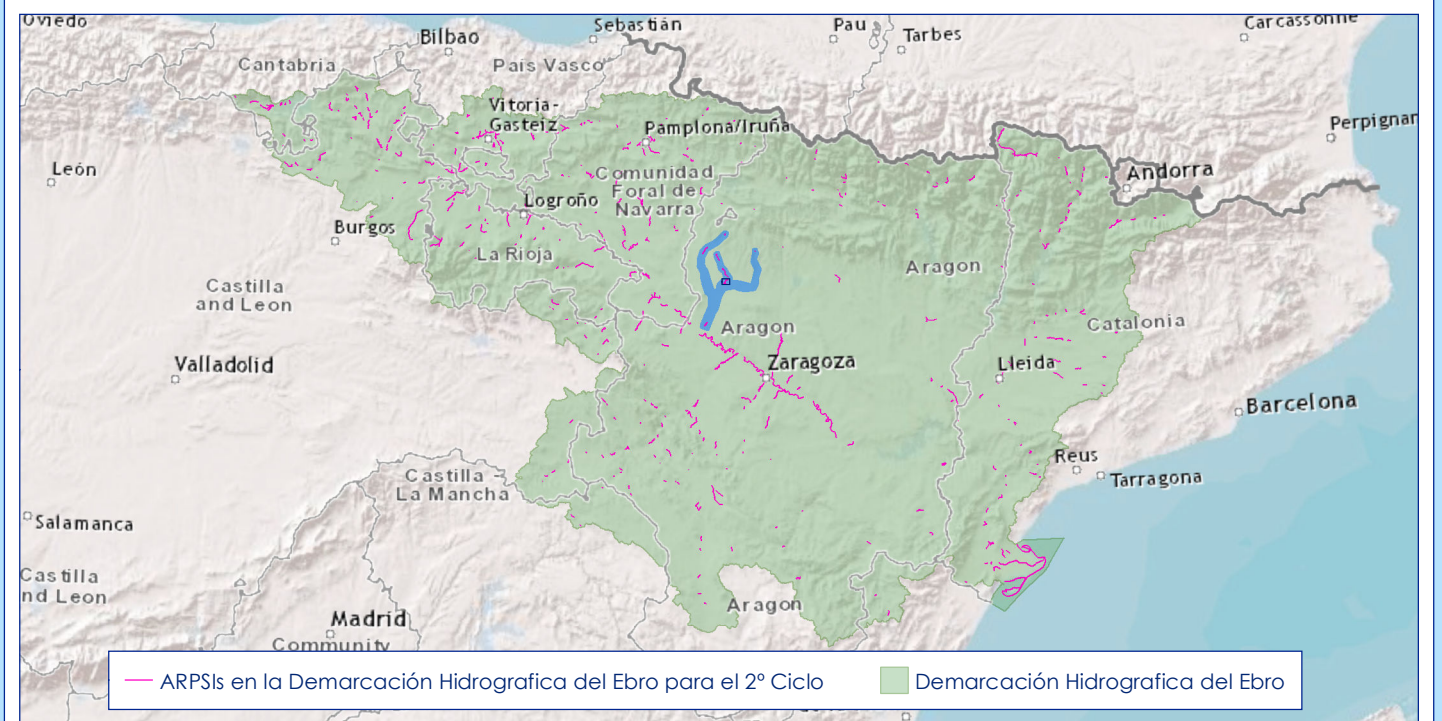 Oviedo
Sebastián
Pau
Tarbes
Carcassonne
Bilbao
Cantabria
País Vasco
Vitoria-
Gasteiz
Pamplona/Iruña
Perpignan
León
Comunidad
Foral de
Navarra
Andorra
Logroño
Burgos
La Rioja
Aragon
Castilla
and Leon
Aragon
Catalonia
Valladolid
Zaragoza
Lleida
Barcelona
Reus
Tarragona
Castilla
La Mancha
Salamanca
Castilla
nd Leon
Aragon
Madrid
Community
ARPSIs en la Demarcación Hidrografica del Ebro para el 2º Ciclo
Demarcación Hidrografica del Ebro